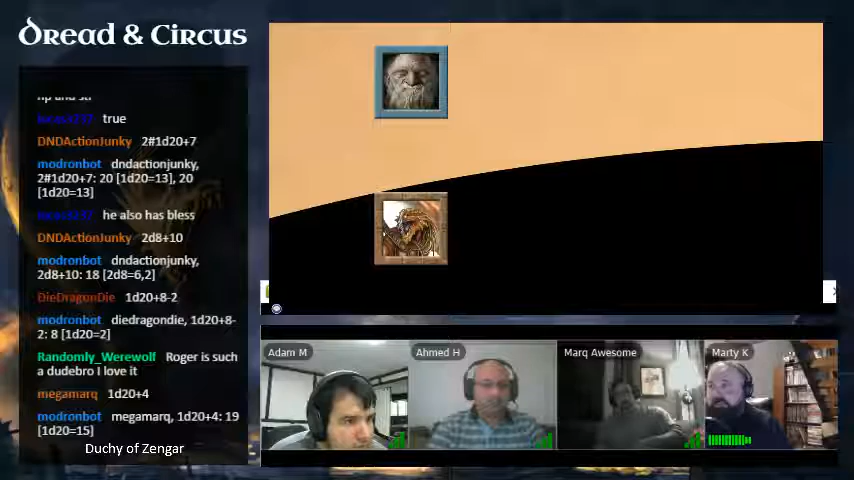 Dread & Circus
true
DNDActionJunky 2#1d20+7
modronbot dndactionjunky,
2#1d20+7: 20 [1d20=13], 20
[1d20=13]
he also has bless
DNDActionJunky 2d8+10
modronbot dndactionjunky,
2d8+10: 18 [2d8=6,2]
DieDragonDie 1d20+8-2
modronbot diedragondie, 1d20+8-
2: 8 [1d20=2]
Randomly_Werewolf Roger is such
a dudebro I love it
megamarq 1d20+4
modronbot megamarq, 1d20+4: 19
[1d20=15]
Duchy of Zengar
Adam M
Ahmed H
Marq Awesome
Marty K